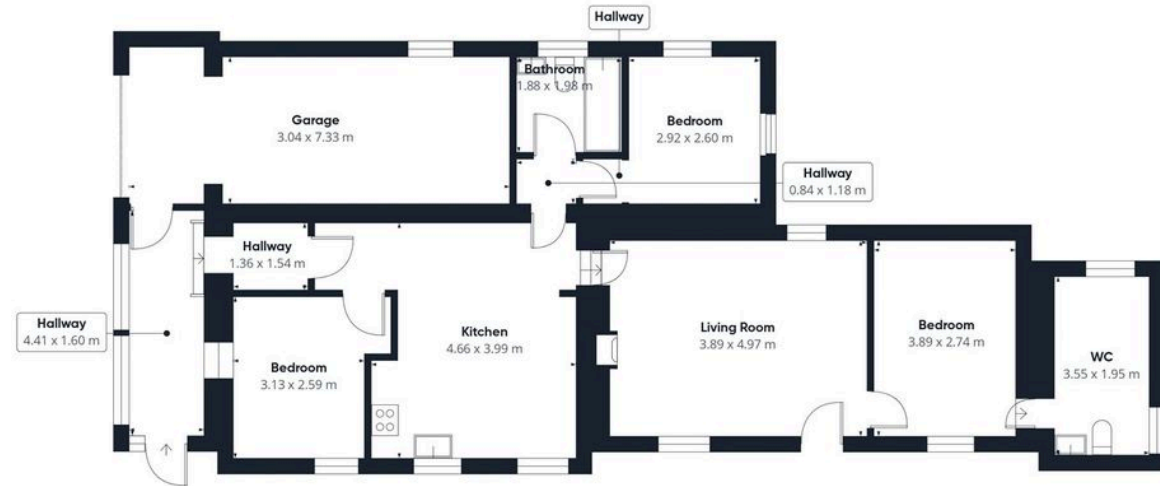 Hallway
Bathroom
1.88 x 1.98 m
Garage
3.04 x 7.33 m
Bedroom
2.92 x 2.60 m
Hallway
0.84 x 1.18 m
Hallway
1.36 x 1.54 m
Hallway
4.41 x 1.60 m
Kitchen
4.66 x 3.99 m
Living Room
3.89 x 4.97 m
Bedroom
3.89 x 2.74 m
WC
3.55 x 1.95 m
Bedroom
3.13 x 2.59 m